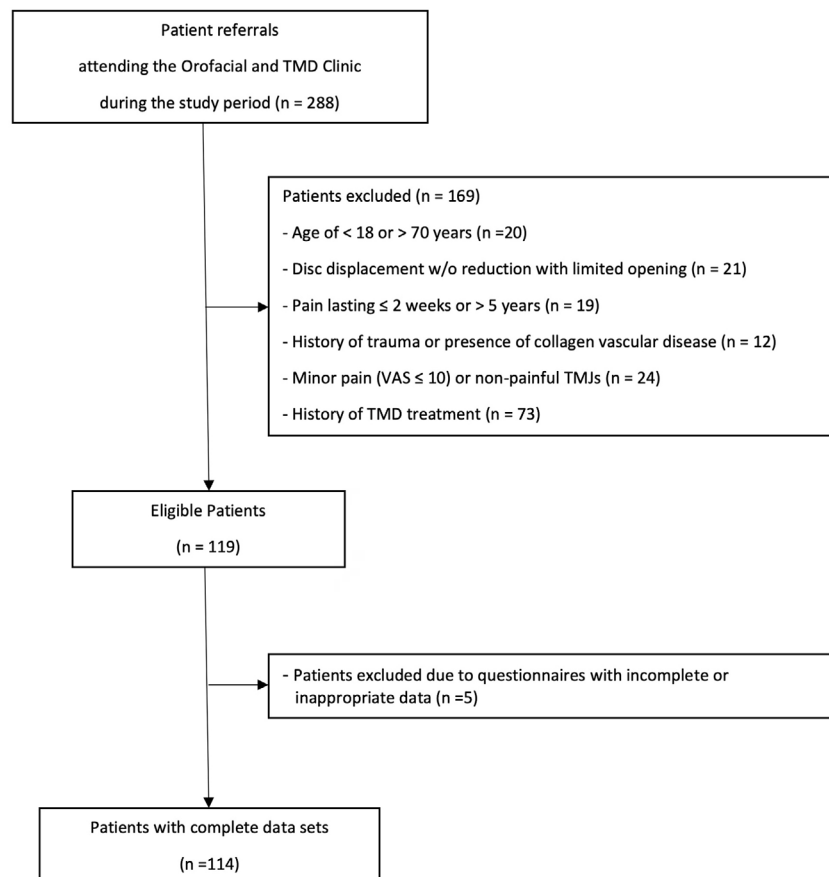 Patient referrals
attending the Orofacial and TMD Clinic
during the study period (n = 288)
Patients excluded (n = 169)
- Age of < 18 or > 70 years (n =20)
- Disc displacement w/o reduction with limited opening (n = 21)
- Pain lasting ≤ 2 weeks or > 5 years (n = 19)
- History of trauma or presence of collagen vascular disease (n = 12)
- Minor pain (VAS ≤ 10) or non-painful TMJs (n = 24)
- History of TMD treatment (n = 73)
Eligible Patients
(n = 119)
- Patients excluded due to questionnaires with incomplete or
inappropriate data (n =5)
Patients with complete data sets
(n =114)